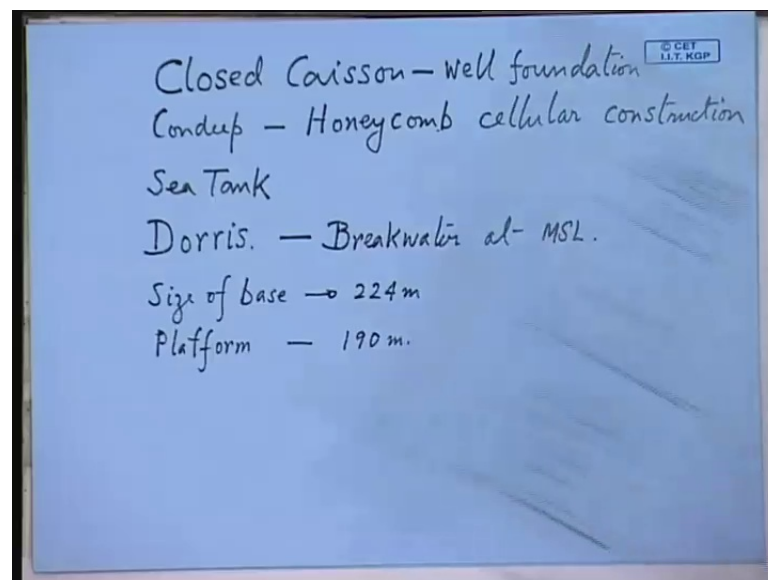 Closed Caisson — Well foundation
© CET
I.I.T. KGP
Condeep — Honeycomb cellular construction
Sea Tank
Dorris. — Breakwater at MSL.
Size of base → 224 m
Platform — 190 m.